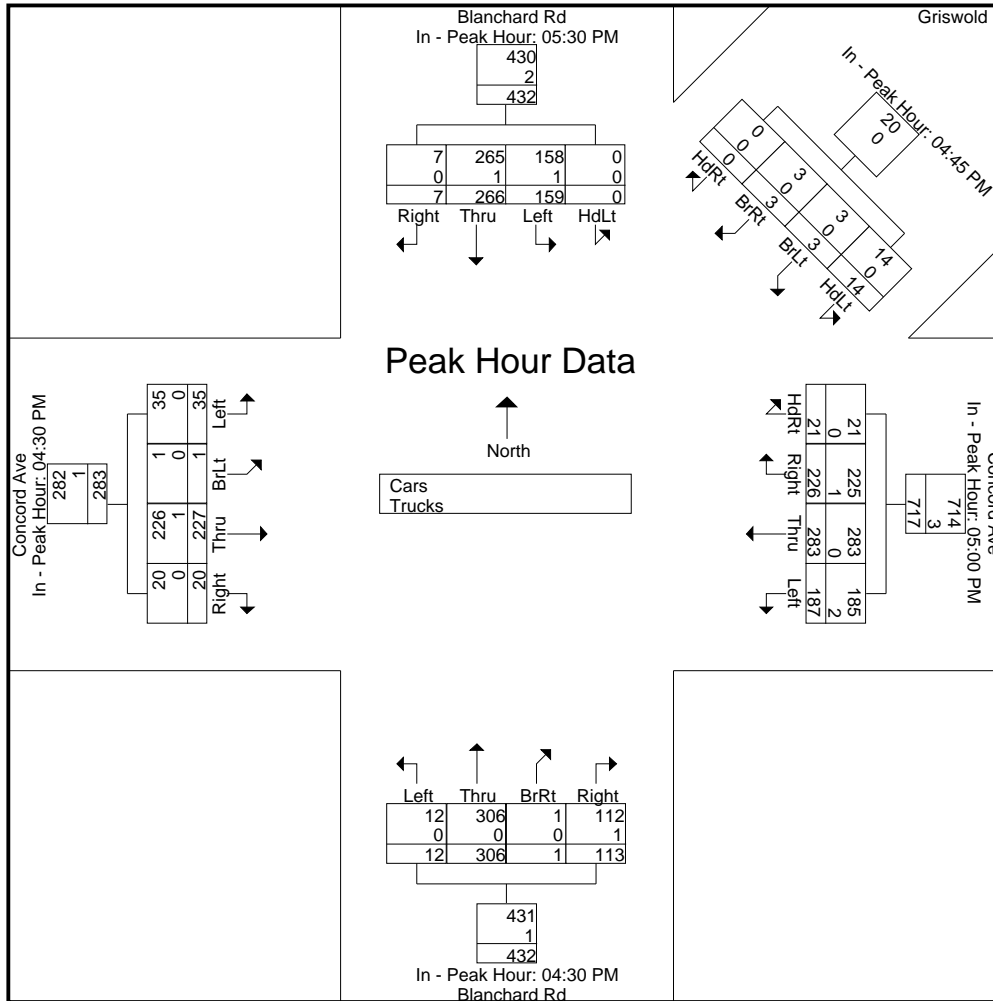 Blanchard Rd
In - Peak Hour: 05:30 PM
430
2
432
7 265 158 0
0 1 1 0
7 266 159 0
Right Thru Left HdLt
Griswold
In - Peak Hour: 04:45 PM
20
0
0 3 3 14
0 0 0 0
0 3 3 14
HdRt BrRt BrLt HdLt
Peak Hour Data
North
Cars
Trucks
Concord Ave
In - Peak Hour: 04:30 PM
282
1
283
35 0 35 Left
1 0 1 BrLt
226 1 227 Thru
20 0 20 Right
Concord Ave
In - Peak Hour: 05:00 PM
714
3
717
HdRt 21 0 21
Right 226 1 225
Thru 283 0 283
Left 187 2 185
Left Thru BrRt Right
12 306 1 112
0 0 0 1
12 306 1 113
431
1
432
In - Peak Hour: 04:30 PM
Blanchard Rd